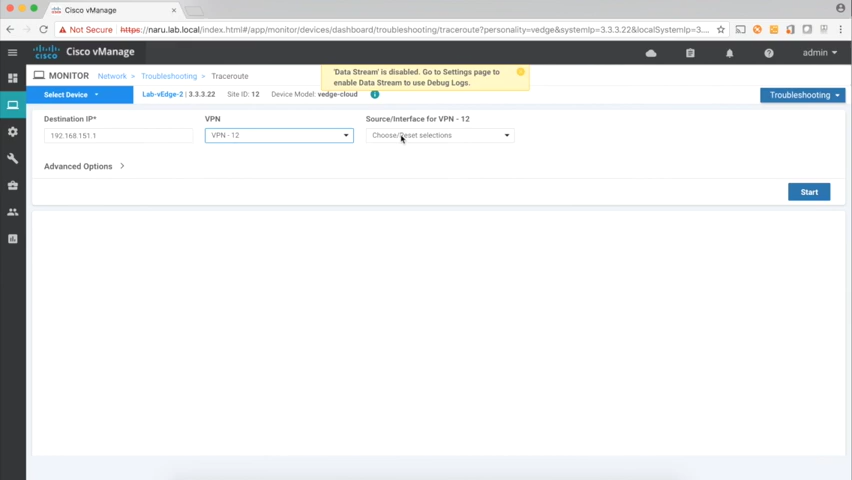 Cisco vManage
Not Secure https://naru.lab.local/index.html#/app/monitor/devices/dashboard/troubleshooting/traceroute?personality=vedge&systemIp=3.3.3.22&localSystemIp=3....
cisco Cisco vManage
admin
MONITOR Network > Troubleshooting > Traceroute
'Data Stream' is disabled. Go to Settings page to
enable Data Stream to use Debug Logs.
Select Device Lab-vEdge-2 | 3.3.3.22 Site ID: 12 Device Model: vedge-cloud
Troubleshooting
Destination IP* VPN Source/Interface for VPN - 12
192.168.151.1 VPN - 12 Choose/Reset selections
Advanced Options
Start